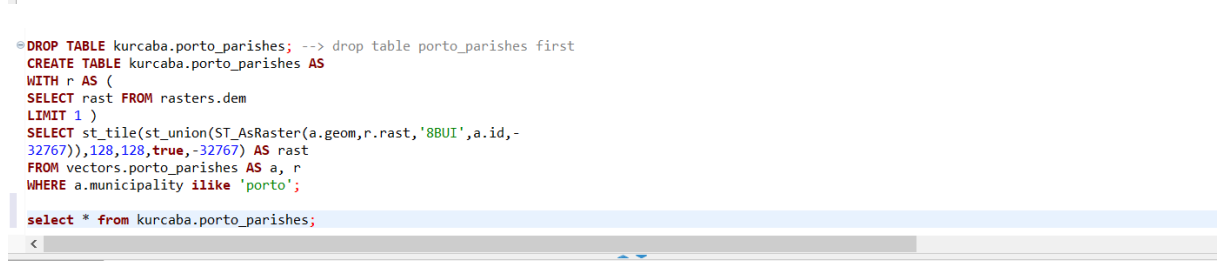 DROP TABLE kurcaba.porto_parishes; --> drop table porto_parishes first
CREATE TABLE kurcaba.porto_parishes AS
WITH r AS (
SELECT rast FROM rasters.dem
LIMIT 1 )
SELECT st_tile(st_union(ST_AsRaster(a.geom,r.rast,'8BUI',a.id,-
32767)),128,128,true,-32767) AS rast
FROM vectors.porto_parishes AS a, r
WHERE a.municipality ilike 'porto';
select * from kurcaba.porto_parishes;